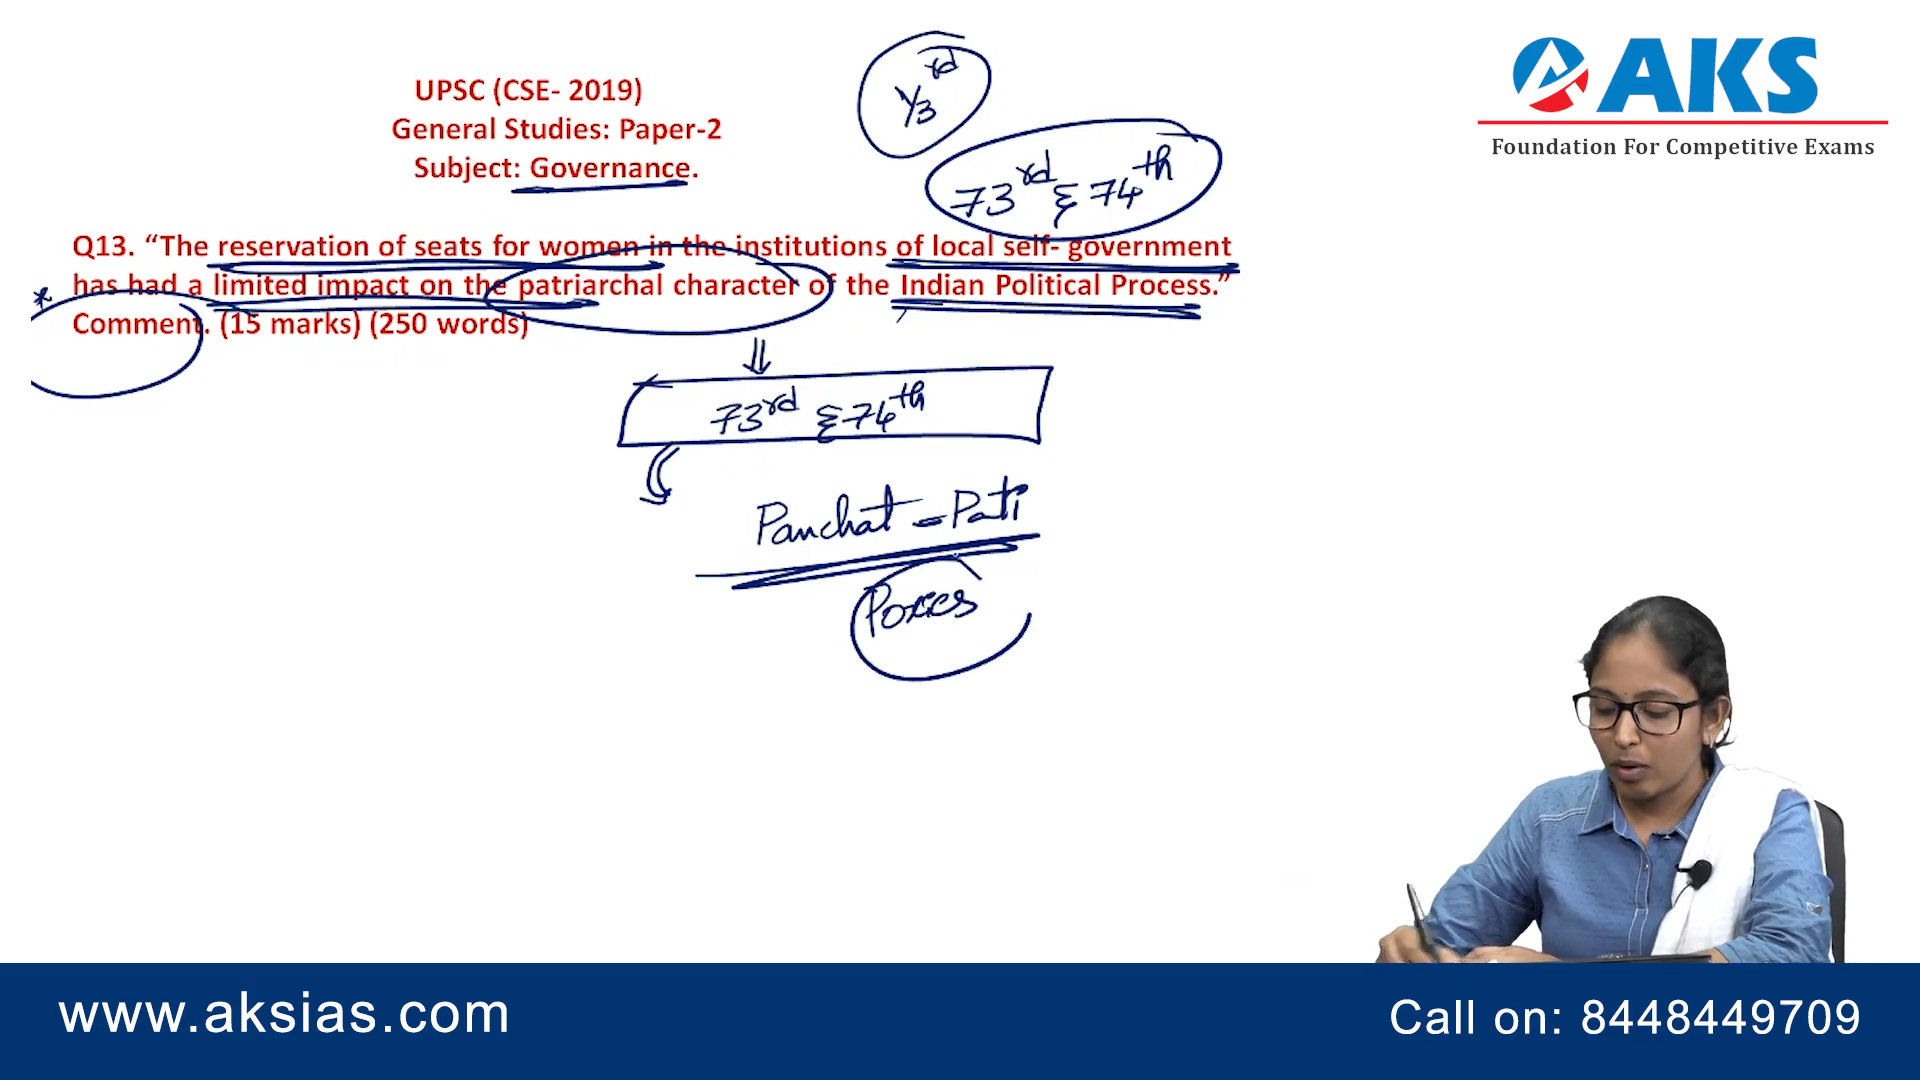 UPSC (CSE- 2019)
General Studies: Paper-2
Subject: Governance.
1/3rd
73rd & 74th
AKS
Foundation For Competitive Exams
Q13. “The reservation of seats for women in the institutions of local self- government
has had a limited impact on the patriarchal character of the Indian Political Process.”
Comment. (15 marks) (250 words)
73rd & 74th
Panchat - Pati
www.aksias.com
Call on: 8448449709